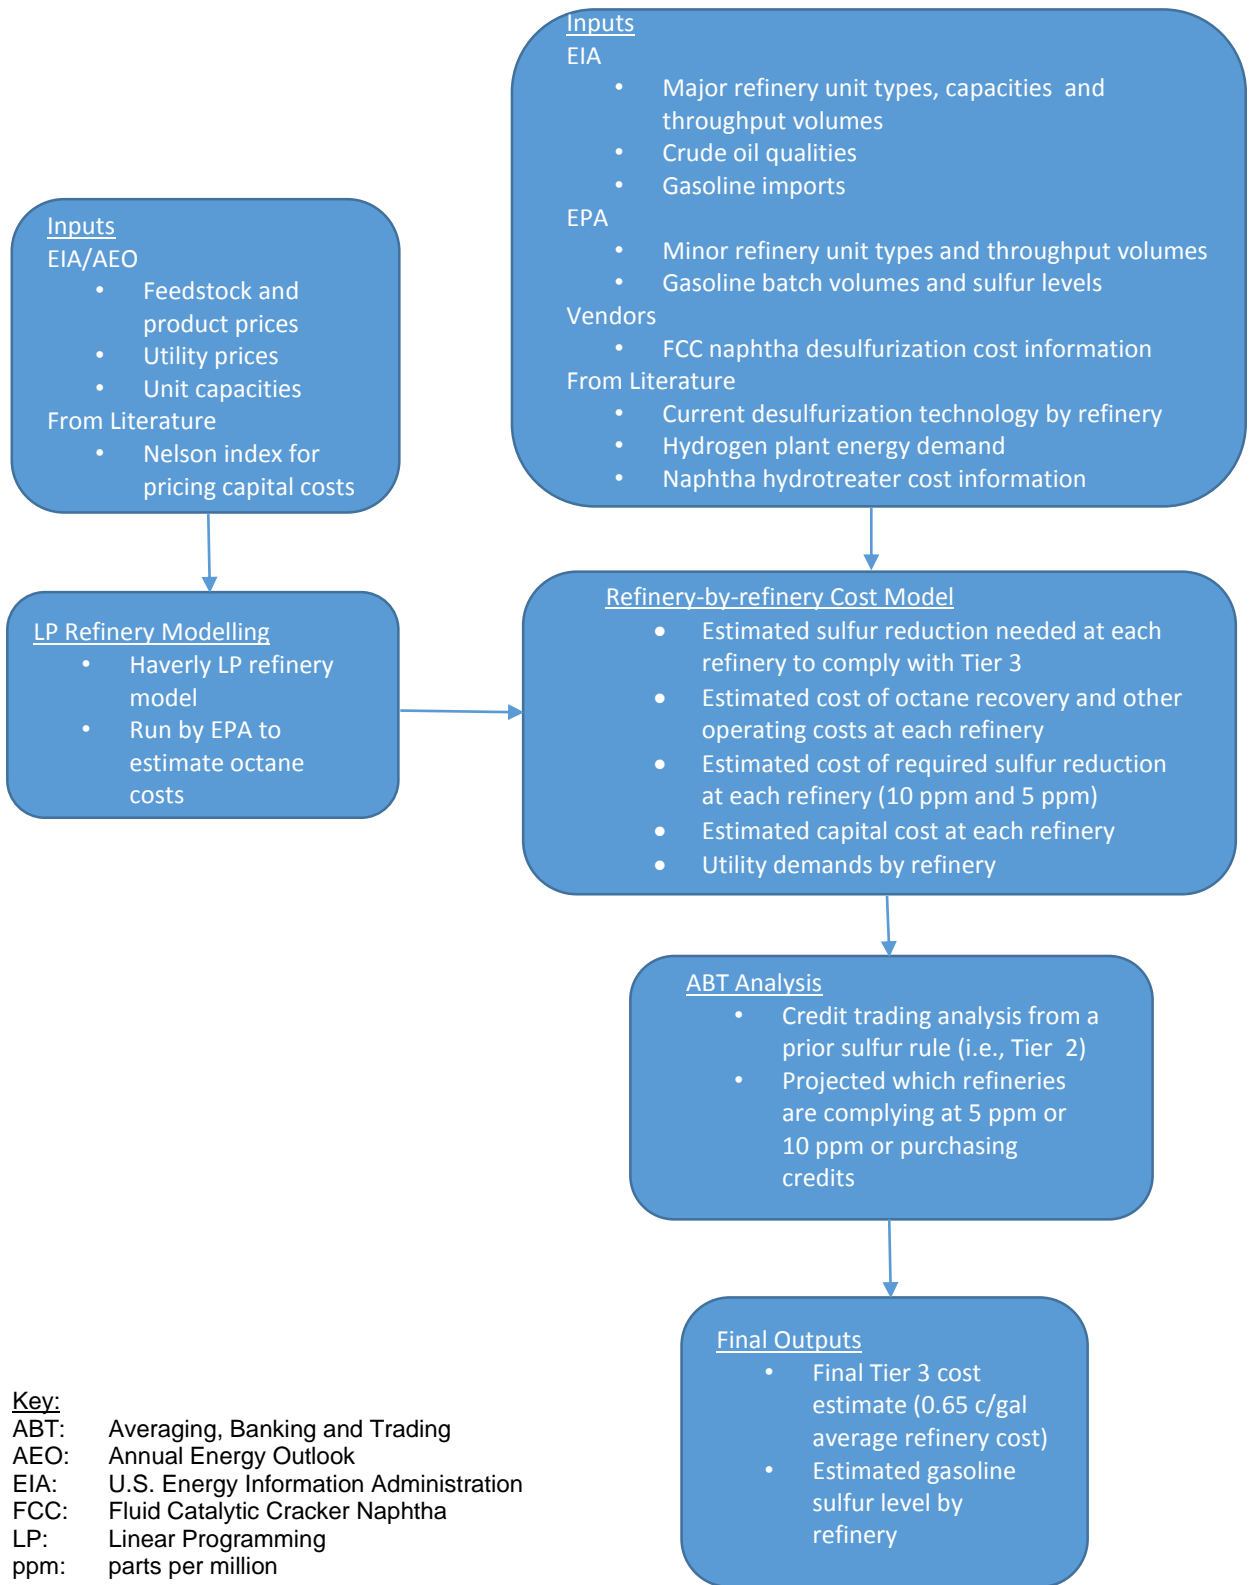 Inputs
EIA
• Major refinery unit types, capacities and
throughput volumes
• Crude oil qualities
• Gasoline imports
EPA
• Minor refinery unit types and throughput volumes
• Gasoline batch volumes and sulfur levels
Vendors
• FCC naphtha desulfurization cost information
From Literature
• Current desulfurization technology by refinery
• Hydrogen plant energy demand
• Naphtha hydrotreater cost information
Inputs
EIA/AEO
• Feedstock and
product prices
• Utility prices
• Unit capacities
From Literature
• Nelson index for
pricing capital costs
LP Refinery Modelling
• Haverly LP refinery
model
• Run by EPA to
estimate octane
costs
Refinery-by-refinery Cost Model
• Estimated sulfur reduction needed at each
refinery to comply with Tier 3
• Estimated cost of octane recovery and other
operating costs at each refinery
• Estimated cost of required sulfur reduction
at each refinery (10 ppm and 5 ppm)
• Estimated capital cost at each refinery
• Utility demands by refinery
ABT Analysis
• Credit trading analysis from a
prior sulfur rule (i.e., Tier 2)
• Projected which refineries
are complying at 5 ppm or
10 ppm or purchasing
credits
Final Outputs
• Final Tier 3 cost
estimate (0.65 c/gal
average refinery cost)
• Estimated gasoline
sulfur level by
refinery
Key:
ABT: Averaging, Banking and Trading
AEO: Annual Energy Outlook
EIA: U.S. Energy Information Administration
FCC: Fluid Catalytic Cracker Naphtha
LP: Linear Programming
ppm: parts per million